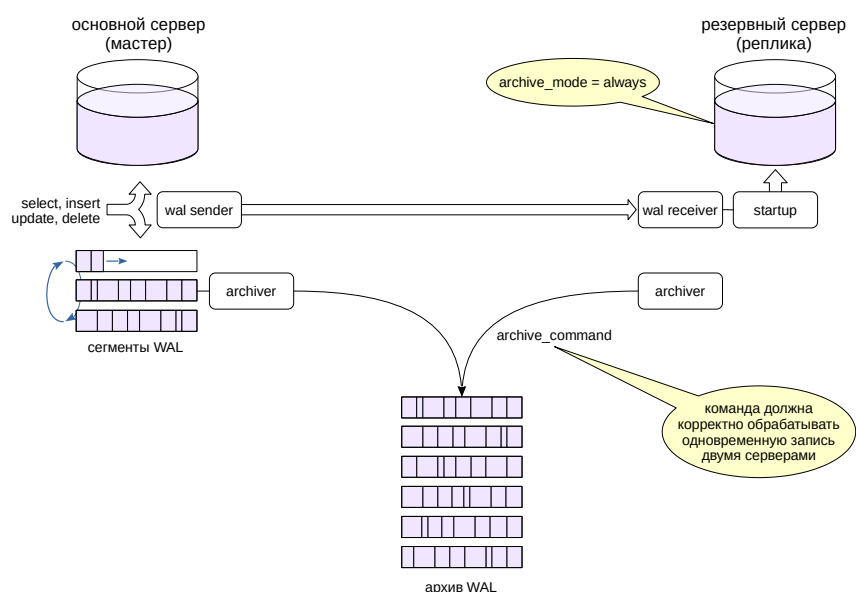 основной сервер
(мастер)
резервный сервер
(реплика)
archive_mode = always
select, insert
update, delete
wal sender
wal receiver
startup
archiver
archiver
сегменты WAL
archive_command
команда должна
корректно обрабатывать
одновременную запись
двумя серверами
архив WAL